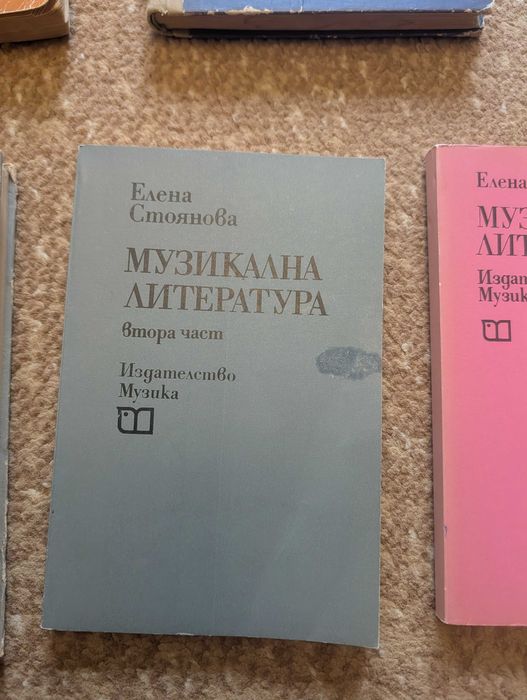 Елена
Стоянова
МУЗИКАЛНА
ЛИТЕРАТУРА
втора част
Издателство
Музика
Елена